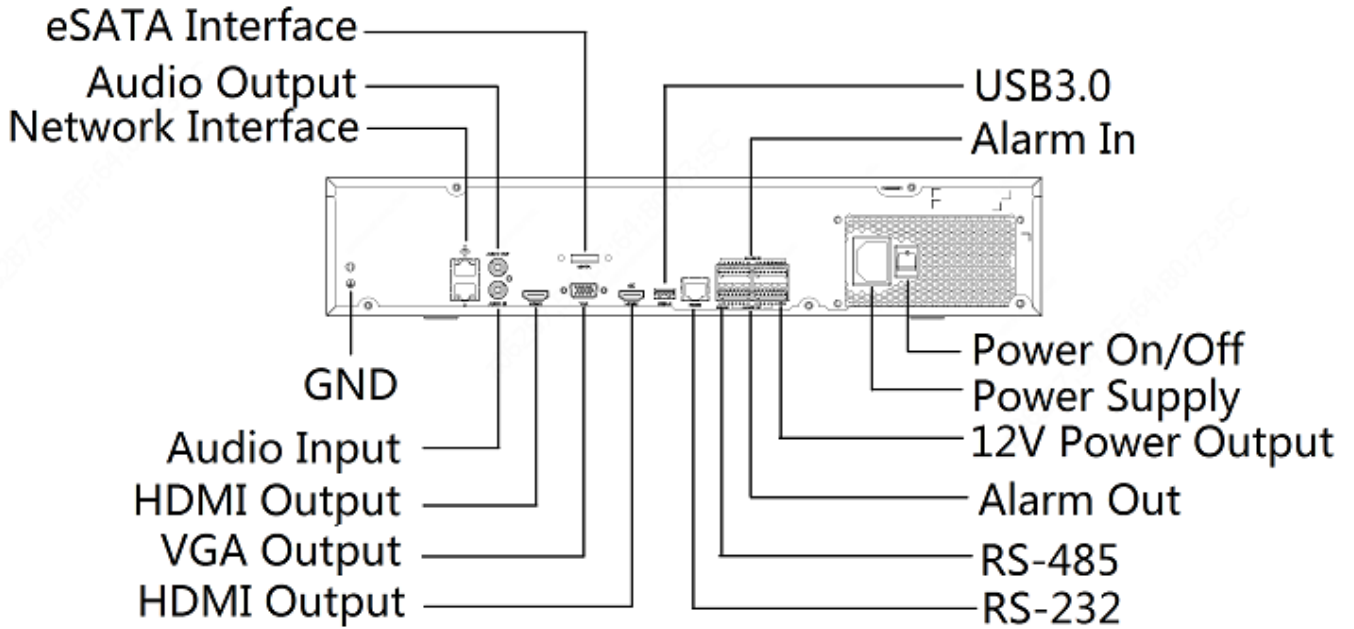 eSATA Interface
Audio Output
Network Interface
USB3.0
Alarm In
GND
Audio Input
HDMI Output
VGA Output
HDMI Output
Power On/Off
Power Supply
12V Power Output
Alarm Out
RS-485
RS-232